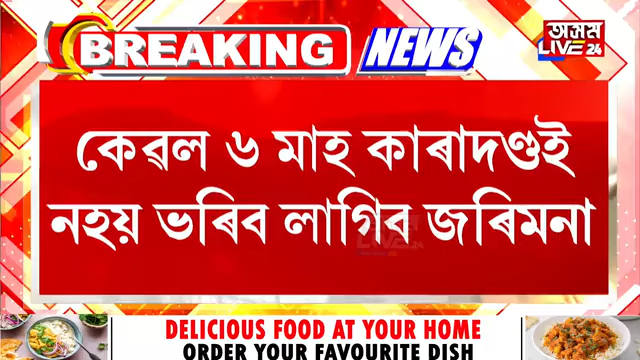 BREAKING NEWS
অসম
LIVE 24
কেৱল ৬ মাহ কাৰাদণ্ডই
নহয় ভৰিব লাগিব জৰিমনা
DELICIOUS FOOD AT YOUR HOME
ORDER YOUR FAVOURITE DISH